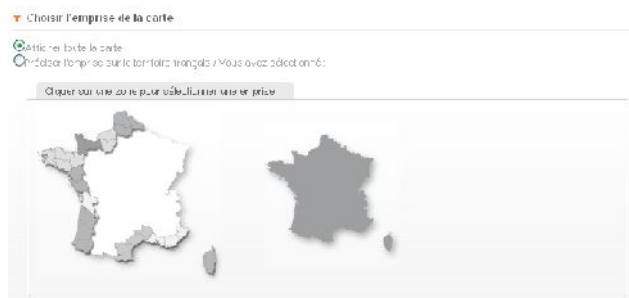 Choisir l'emprise de la carte
Afficher toute la carte
Préciser l'emprise sur le territoire français / Vous avez sélectionné :
Cliquer sur une zone pour sélectionner une emprise